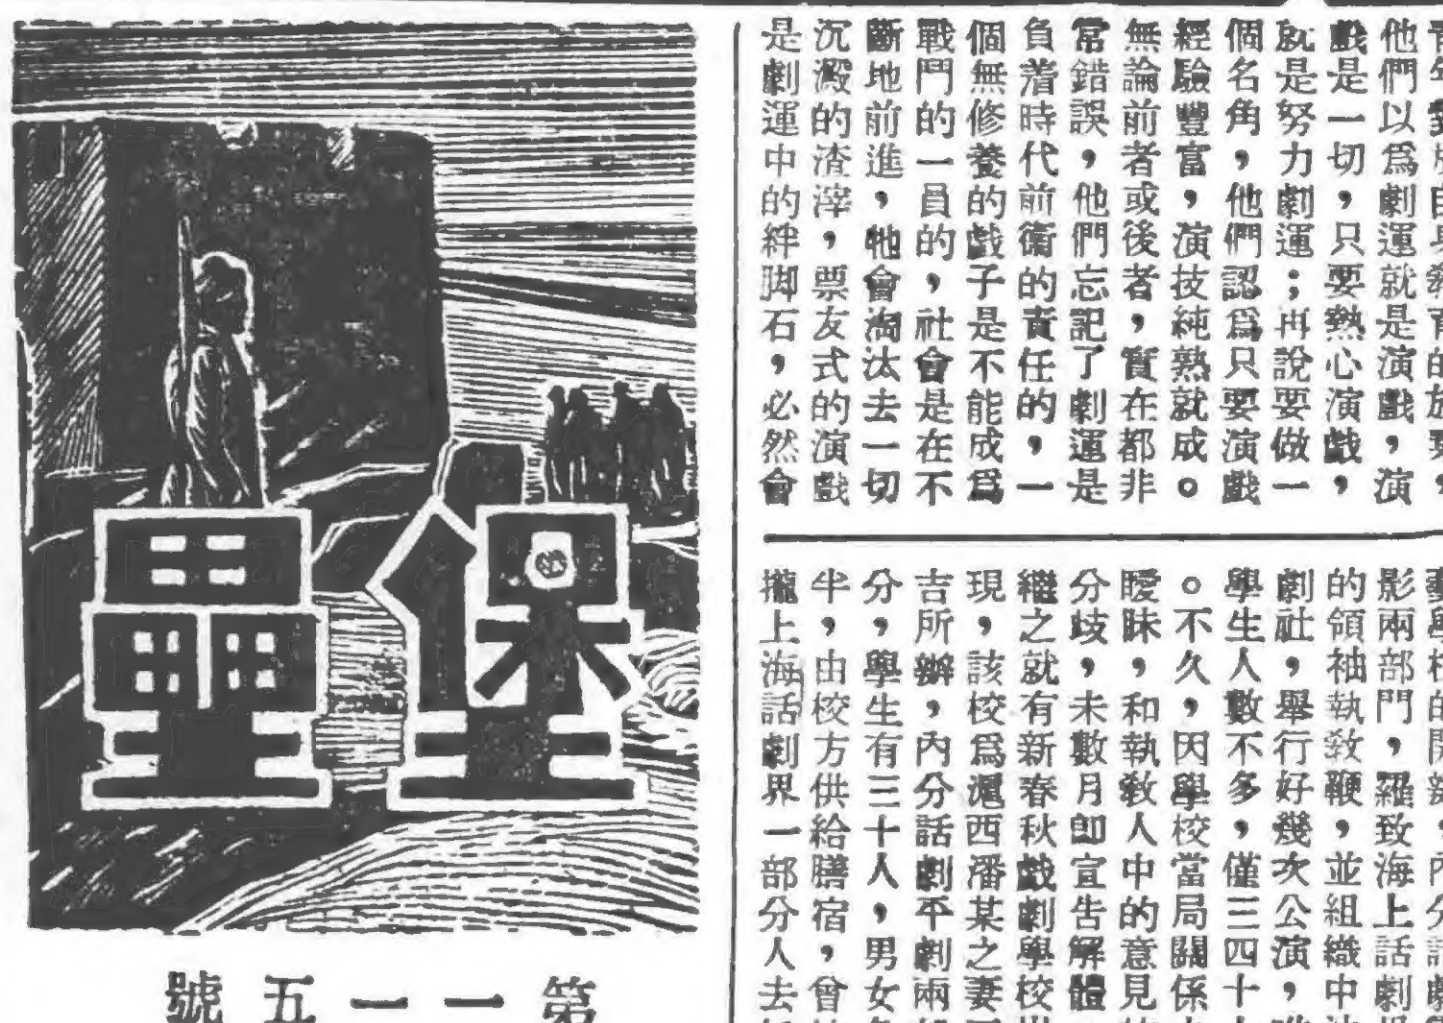 他們以爲劇運就是演戲，演
戲是一切，只要熱心演戲，
就是努力劇運；再說要做一
個名角，他們認爲只要演戲
經驗豐富，演技純熟就成。
無論前者或後者，實在都非
常錯誤，他們忘記了劇運是
負着時代前衞的責任的，一
個無修養的戲子是不能成爲
戰鬥的一員的，社會是在不
斷地前進，牠會淘汰去一切
沉澱的渣滓，票友式的演戲
是劇運中的絆脚石，必然會
影兩部門，羅致海上話劇
的領袖執敎鞭，並組織中
劇社，舉行好幾次公演，
學生人數不多，僅三四十
。不久，因學校當局關係
曖昧，和執敎人中的意見
分歧，未數月卽宣告解體
繼之就有新春秋戲劇學校
現，該校爲滬西潘某之妻
吉所辦，內分話劇平劇兩
分，學生有三十人，男女
半，由校方供給膳宿，曾
攏上海話劇界一部分人去
堡壘
第一一五號